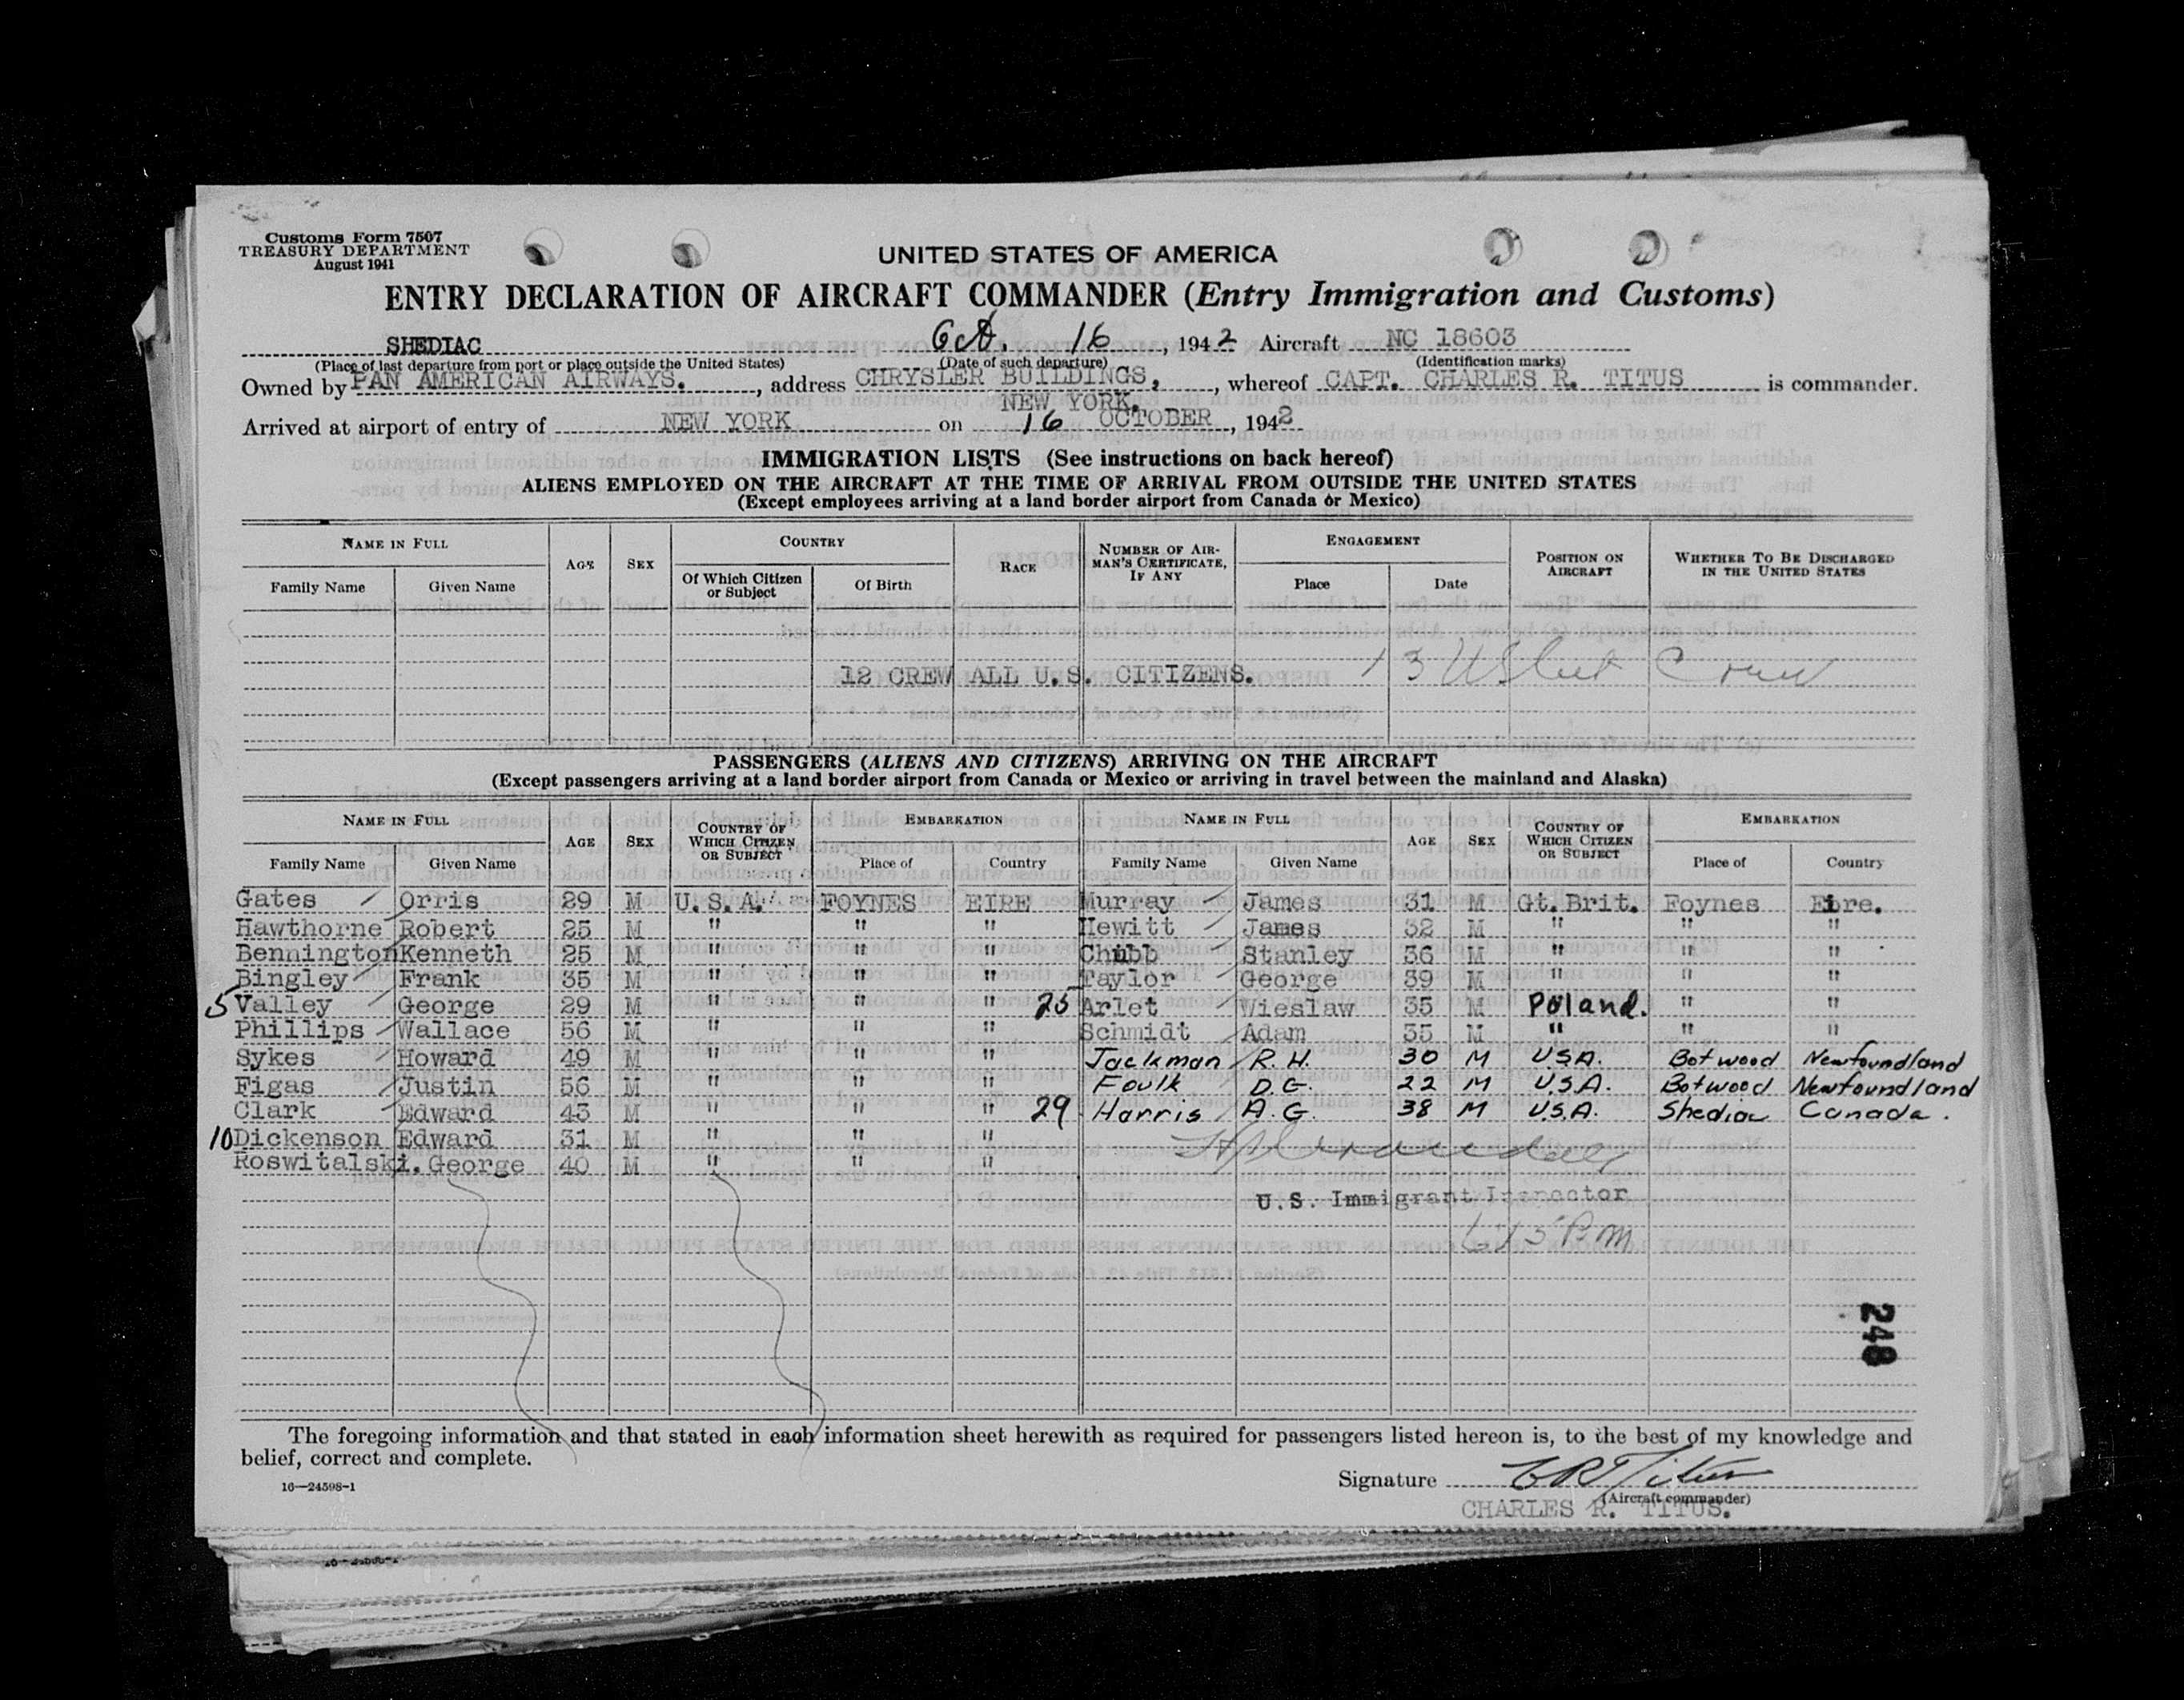 Customs Form 7507
TREASURY DEPARTMENT
August 1941
UNITED STATES OF AMERICA
ENTRY DECLARATION OF AIRCRAFT COMMANDER (Entry Immigration and Customs)
SHEDIAC Oct. 16, 1942 Aircraft NC 18603
(Place of last departure from port or place outside the United States) (Date of such departure) (Identification marks)
Owned by PAN AMERICAN AIRWAYS., address CHRYSLER BUILDINGS, NEW YORK., whereof CAPT. CHARLES R. TITUS is commander.
Arrived at airport of entry of NEW YORK on 16 OCTOBER, 1942
IMMIGRATION LISTS (See instructions on back hereof)
ALIENS EMPLOYED ON THE AIRCRAFT AT THE TIME OF ARRIVAL FROM OUTSIDE THE UNITED STATES
(Except employees arriving at a land border airport from Canada or Mexico)
NAME IN FULL AGE SEX COUNTRY RACE NUMBER OF AIRMAN'S CERTIFICATE, IF ANY ENGAGEMENT POSITION ON AIRCRAFT WHETHER TO BE DISCHARGED IN THE UNITED STATES
Family Name Given Name Of Which Citizen or Subject Of Birth Place Date
12 CREW ALL U.S. CITIZENS. 13 US Crew
PASSENGERS (ALIENS AND CITIZENS) ARRIVING ON THE AIRCRAFT
(Except passengers arriving at a land border airport from Canada or Mexico or arriving in travel between the mainland and Alaska)
NAME IN FULL AGE SEX COUNTRY OF WHICH CITIZEN OR SUBJECT EMBARKATION NAME IN FULL AGE SEX COUNTRY OF WHICH CITIZEN OR SUBJECT EMBARKATION
Family Name Given Name Place of Country Family Name Given Name Place of Country
Gates Orris 29 M U.S.A. FOYNES EIRE Murray James 31 M Gt.Brit. Foynes Eire.
Hawthorne Robert 25 M " " " Hewitt James 32 M " " "
Bennington Kenneth 25 M " " " Chubb Stanley 36 M " " "
Bingley Frank 35 M " " " Taylor George 39 M " " "
5 Valley George 29 M " " " 25 Arlet Wieslaw 35 M Poland. " "
Phillips Wallace 56 M " " " Schmidt Adam 35 M " " "
Sykes Howard 49 M " " " Jackman R. H. 30 M U.S.A. Botwood Newfoundland
Figas Justin 56 M " " " Foulk D.G. 22 M U.S.A. Botwood Newfoundland
Clark Edward 43 M " " " 29 Harris A.G. 38 M U.S.A. Shediac Canada.
10 Dickenson Edward 31 M " " "
Roswitalski. George 40 M " " "
U.S. Immigrant Inspector
6:15 P.m
248
The foregoing information and that stated in each information sheet herewith as required for passengers listed hereon is, to the best of my knowledge and
belief, correct and complete.
16—24598-1
Signature C R Titus
(Aircraft commander)
CHARLES R. TITUS.